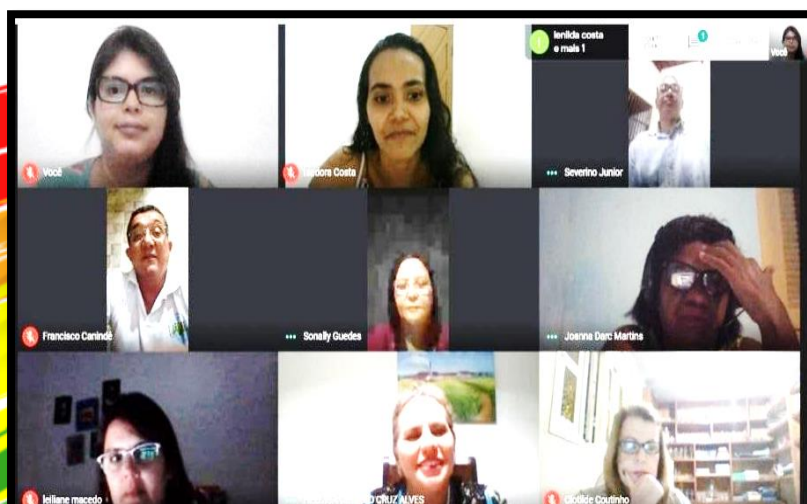 lenilda costa
e mais 1
1
Você
Você
Costa
Severino Junior
Francisco Canindé
Sonally Guedes
Joanna Darc Martins
leiliane macedo
CRUZ ALVES
Clotilde Coutinho